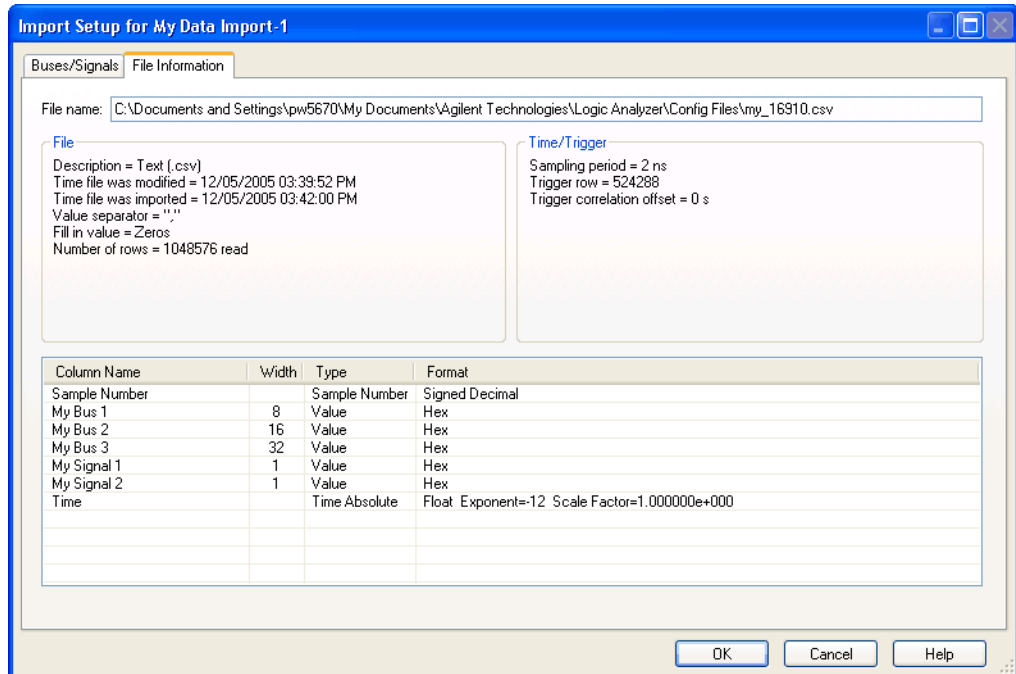 Import Setup for My Data Import-1
Buses/Signals File Information
File name: C:\Documents and Settings\pw5670\My Documents\Agilent Technologies\Logic Analyzer\Config Files\my_16910.csv
File
Description = Text (.csv)
Time file was modified = 12/05/2005 03:39:52 PM
Time file was imported = 12/05/2005 03:42:00 PM
Value separator = ","
Fill in value = Zeros
Number of rows = 1048576 read
Time/Trigger
Sampling period = 2 ns
Trigger row = 524288
Trigger correlation offset = 0 s
Column Name Width Type Format
Sample Number Sample Number Signed Decimal
My Bus 1 8 Value Hex
My Bus 2 16 Value Hex
My Bus 3 32 Value Hex
My Signal 1 1 Value Hex
My Signal 2 1 Value Hex
Time Time Absolute Float Exponent=-12 Scale Factor=1.000000e+000
OK Cancel Help